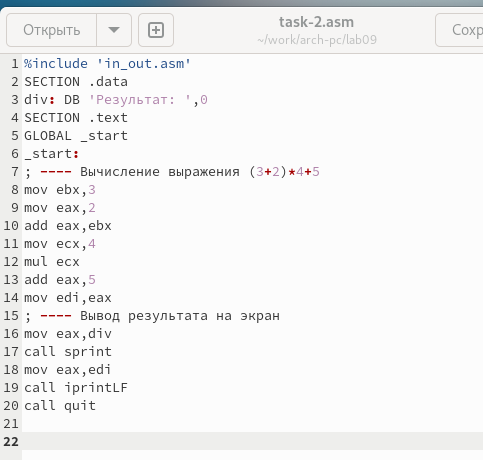 Открыть
task-2.asm
~/work/arch-pc/lab09
Сохр
1 %include 'in_out.asm'
2 SECTION .data
3 div: DB 'Результат: ',0
4 SECTION .text
5 GLOBAL _start
6 _start:
7 ; ---- Вычисление выражения (3+2)*4+5
8 mov ebx,3
9 mov eax,2
10 add eax,ebx
11 mov ecx,4
12 mul ecx
13 add eax,5
14 mov edi,eax
15 ; ---- Вывод результата на экран
16 mov eax,div
17 call sprint
18 mov eax,edi
19 call iprintLF
20 call quit
21
22